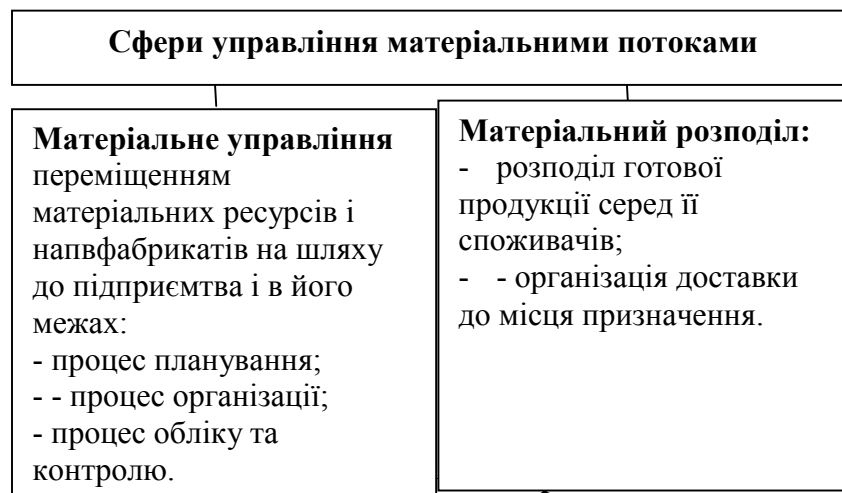 Сфери управління матеріальними потоками
Матеріальне управління
переміщенням
матеріальних ресурсів і
напвфабрикатів на шляху
до підприємтва і в його
межах:
- процес планування;
- - процес організації;
- процес обліку та
контролю.
Матеріальний розподіл:
- розподіл готової
продукції серед її
споживачів;
- - організація доставки
до місця призначення.